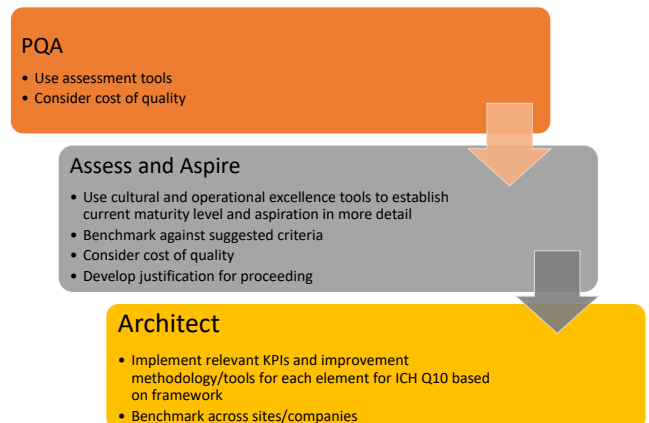 PQA
• Use assessment tools
• Consider cost of quality
Assess and Aspire
• Use cultural and operational excellence tools to establish
current maturity level and aspiration in more detail
• Benchmark against suggested criteria
• Consider cost of quality
• Develop justification for proceeding
Architect
• Implement relevant KPIs and improvement
methodology/tools for each element for ICH Q10 based
on framework
• Benchmark across sites/companies